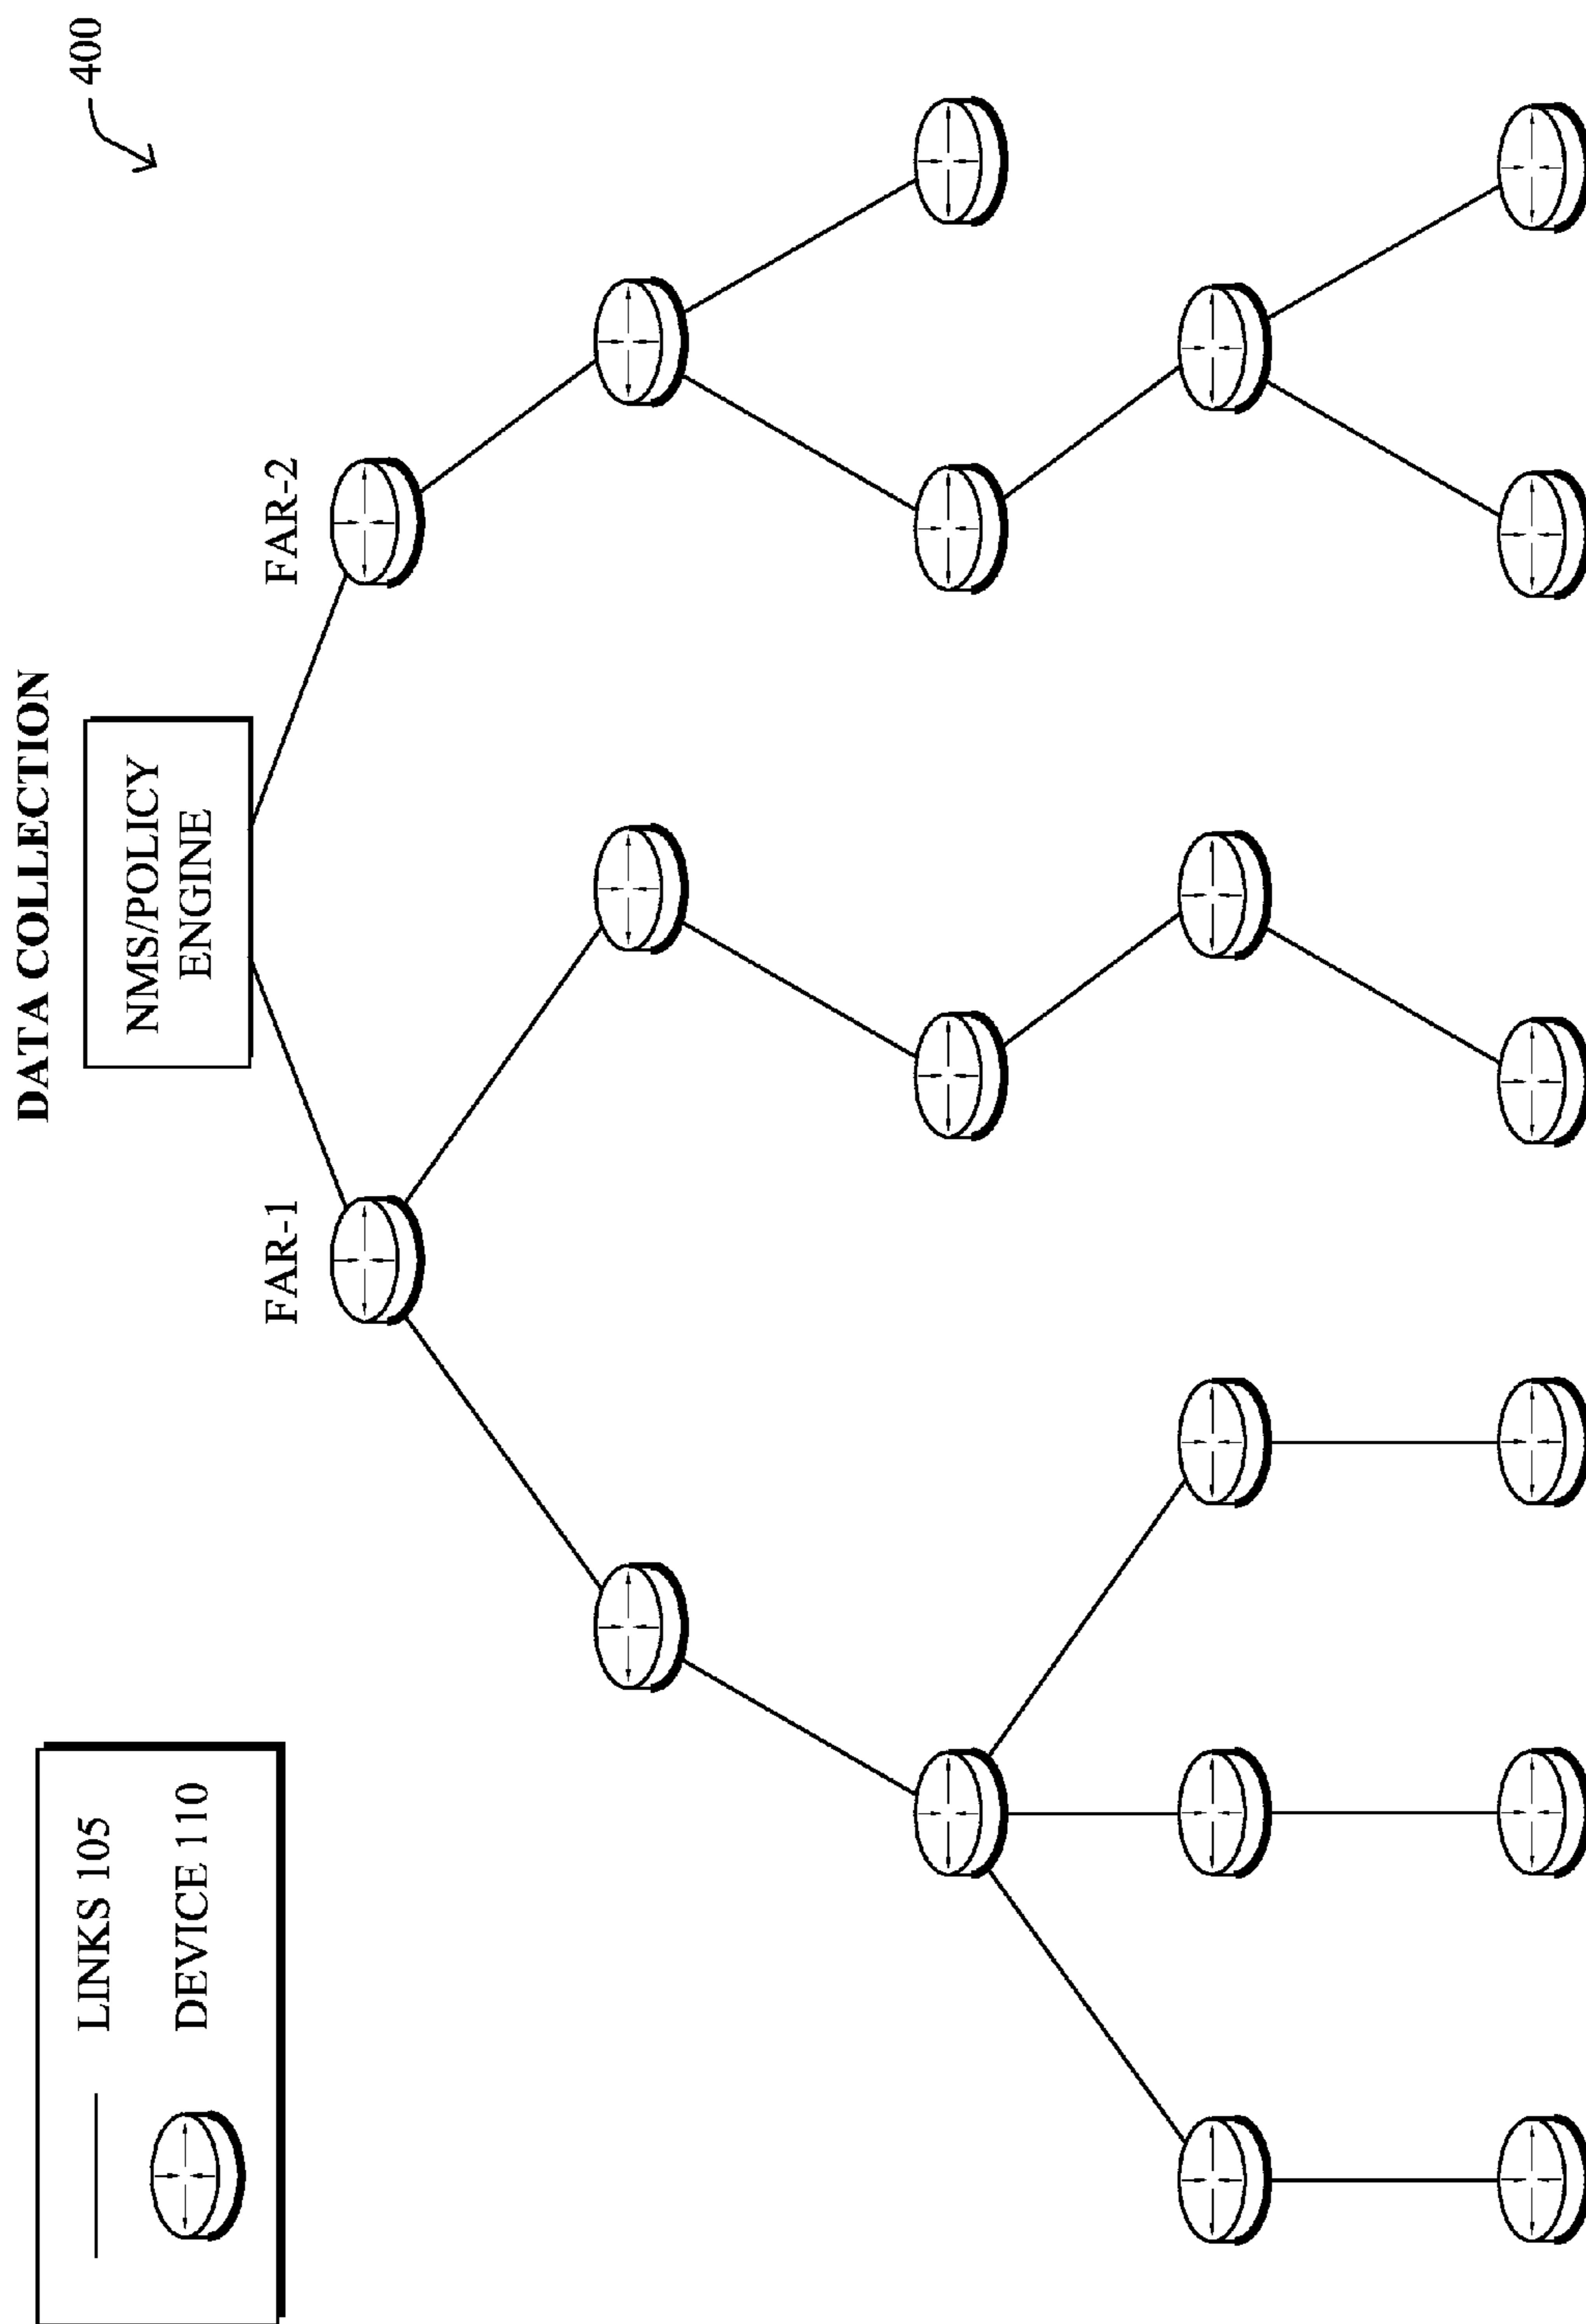 DATA COLLECTION
400
LINKS 105
DEVICE 110
NMS/POLICY
ENGINE
FAR-1
FAR-2